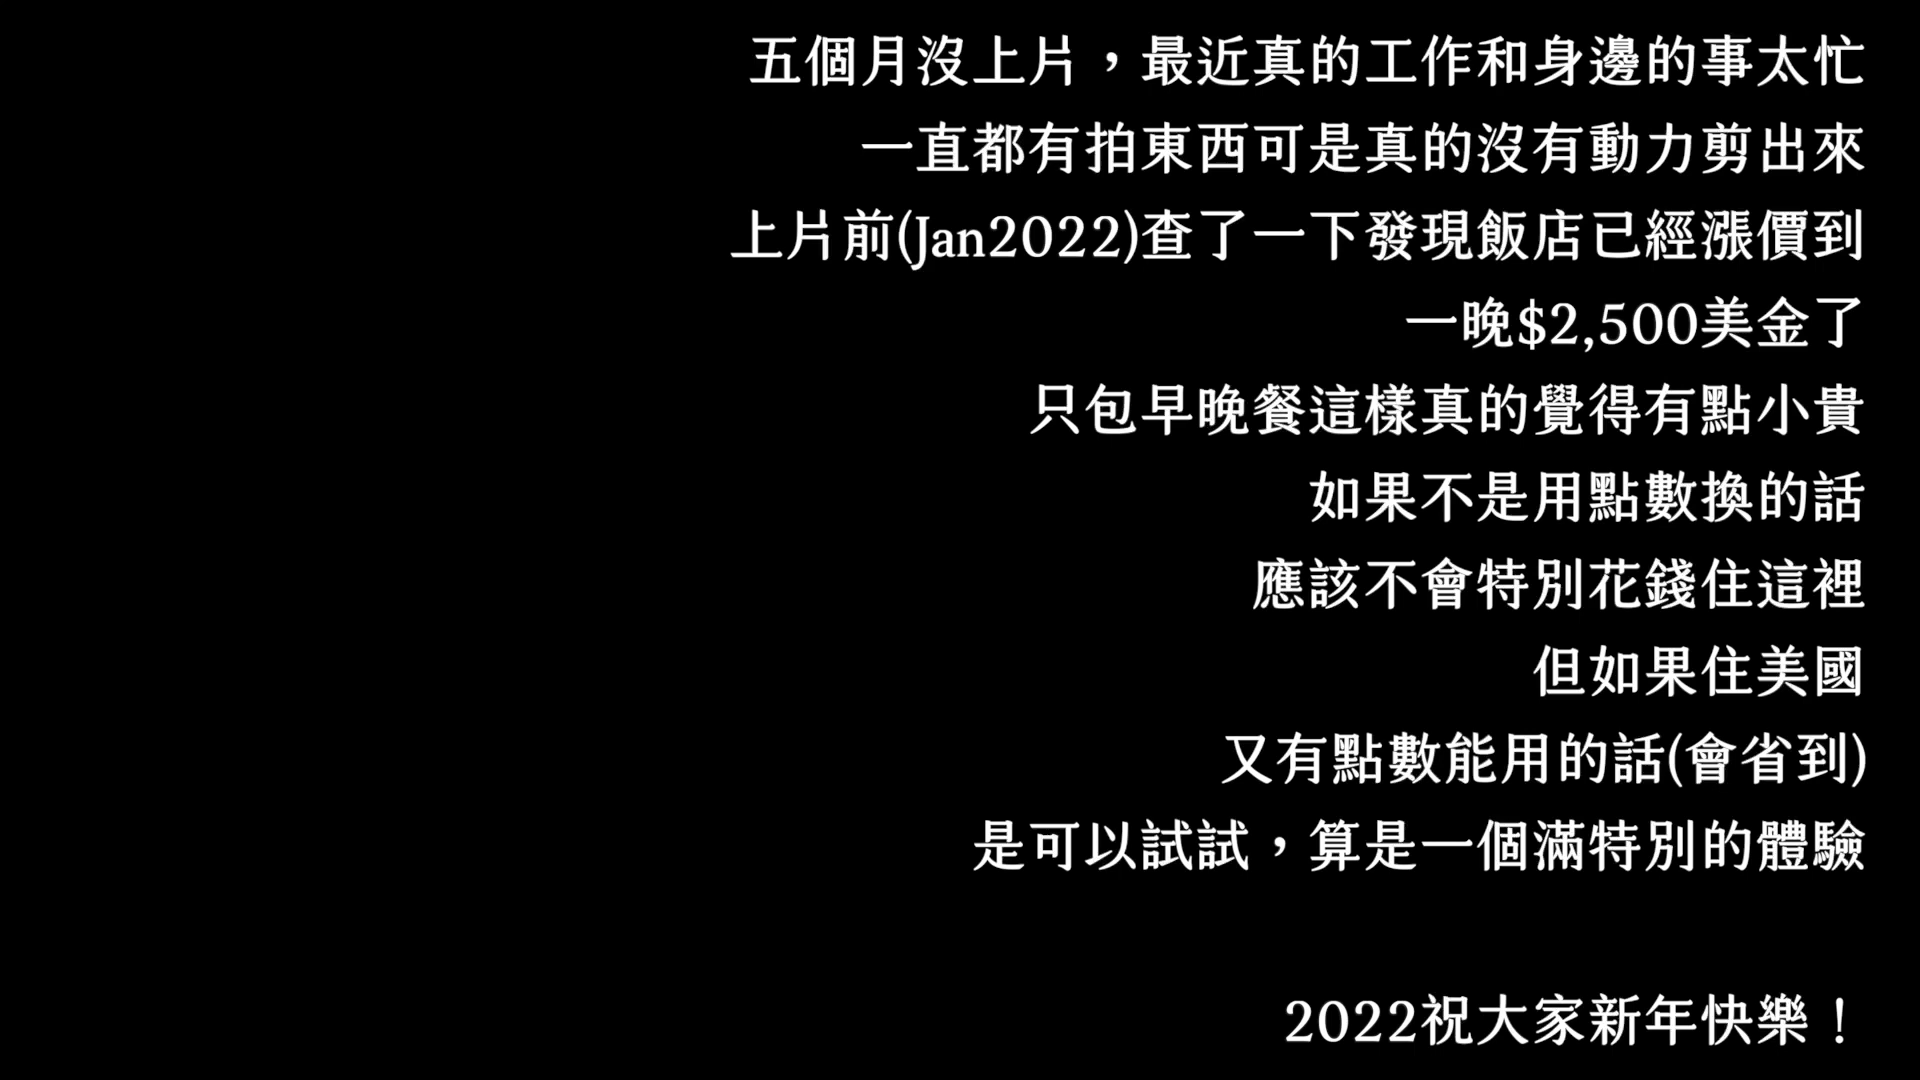 五個月沒上片，最近真的工作和身邊的事太忙
一直都有拍東西可是真的沒有動力剪出來
上片前(Jan2022)查了一下發現飯店已經漲價到
一晚$2,500美金了
只包早晚餐這樣真的覺得有點小貴
如果不是用點數換的話
應該不會特別花錢住這裡
但如果住美國
又有點數能用的話(會省到)
是可以試試，算是一個滿特別的體驗
2022祝大家新年快樂！